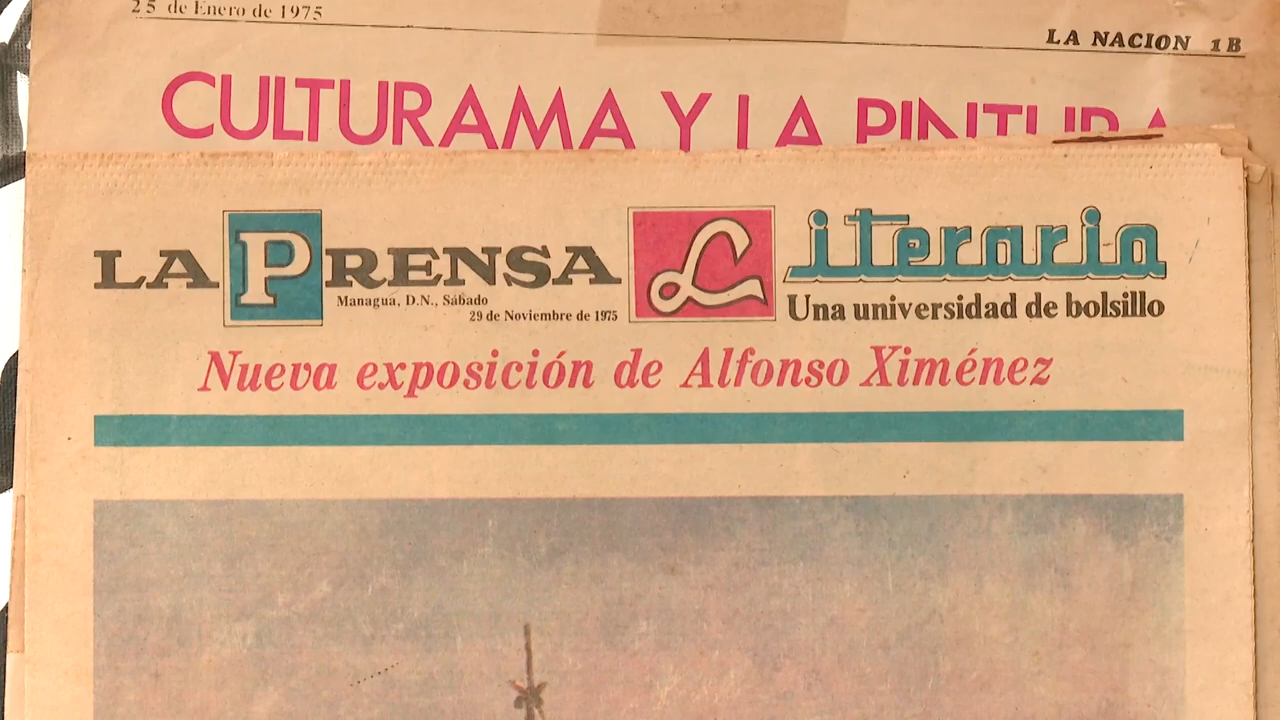 25 de Enero de 1975
LA NACION 1B
CULTURAMA Y LA PINTURA
LA PRENSA Literaria
Managua, D.N., Sábado
29 de Noviembre de 1975
Una universidad de bolsillo
Nueva exposición de Alfonso Ximénez